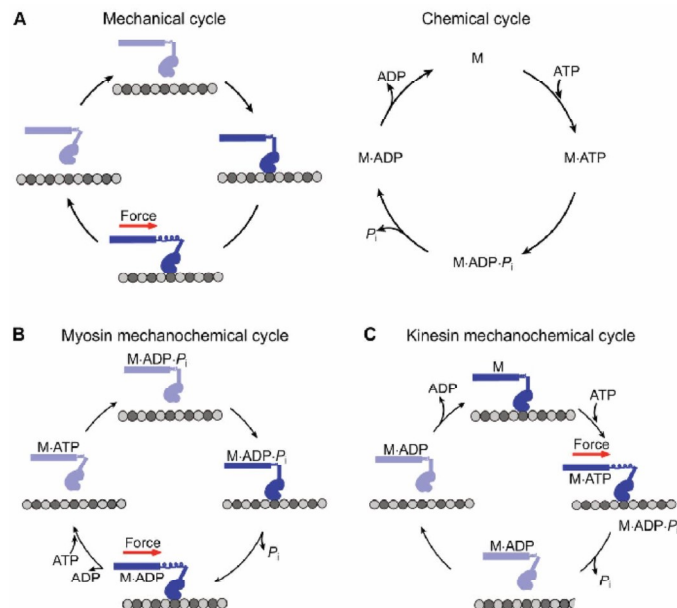 A
Mechanical cycle
Force
Chemical cycle
M
ATP
M·ATP
M·ADP·Pi
Pi
M·ADP
ADP
B
Myosin mechanochemical cycle
M·ADP·Pi
M·ADP·Pi
Pi
Force
M·ADP
ADP
ATP
M·ATP
C
Kinesin mechanochemical cycle
M
ATP
Force
M·ATP
M·ADP·Pi
Pi
M·ADP
M·ADP
ADP